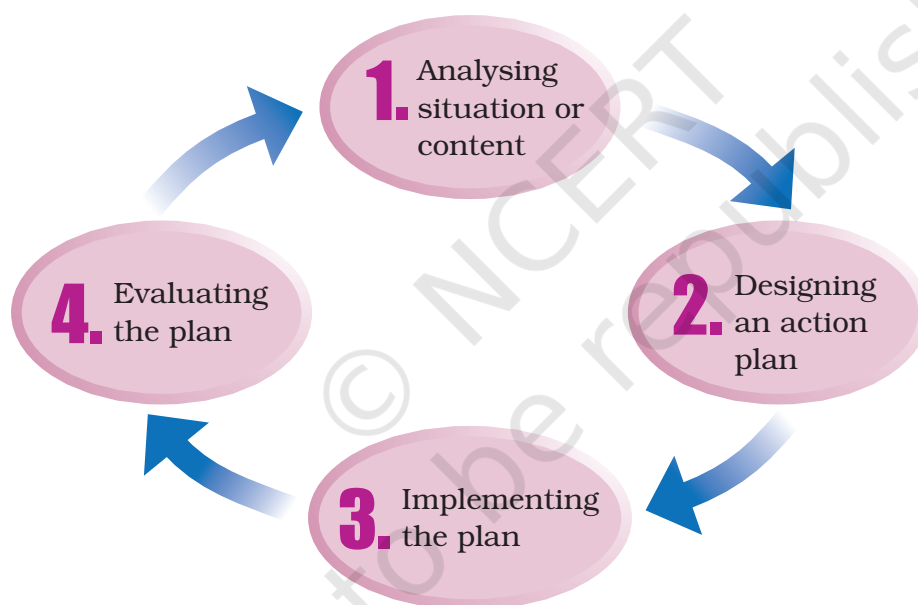 1. Analysing
situation or
content
2. Designing
an action
plan
3. Implementing
the plan
4. Evaluating
the plan
© NCERT
to be republis